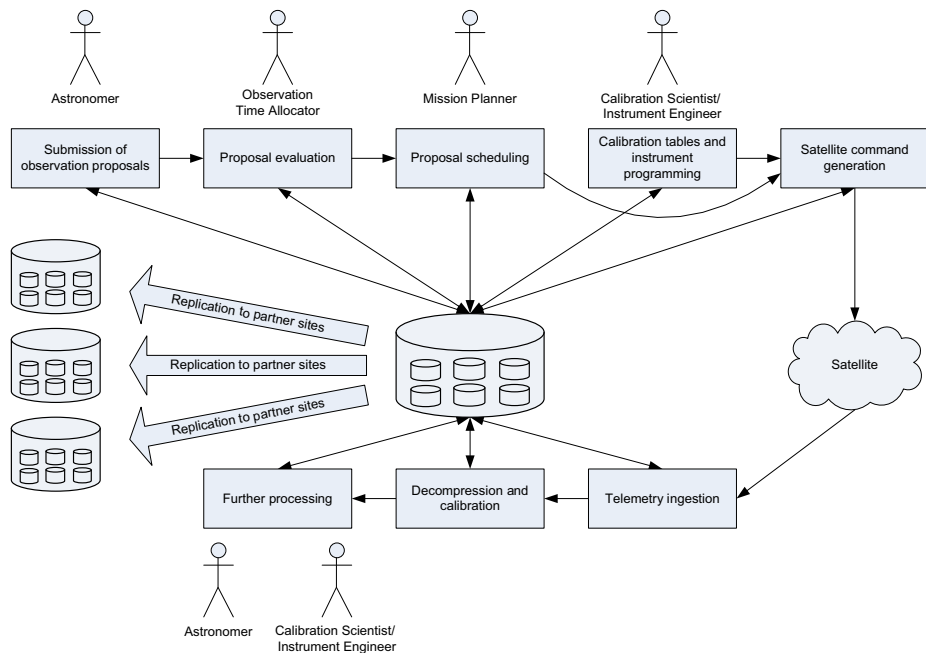 Astronomer
Observation
Time Allocator
Mission Planner
Calibration Scientist/
Instrument Engineer
Submission of
observation proposals
Proposal evaluation
Proposal scheduling
Calibration tables and
instrument
programming
Satellite command
generation
Replication to partner sites
Replication to partner sites
Replication to partner sites
Satellite
Further processing
Decompression and
calibration
Telemetry ingestion
Astronomer
Calibration Scientist/
Instrument Engineer